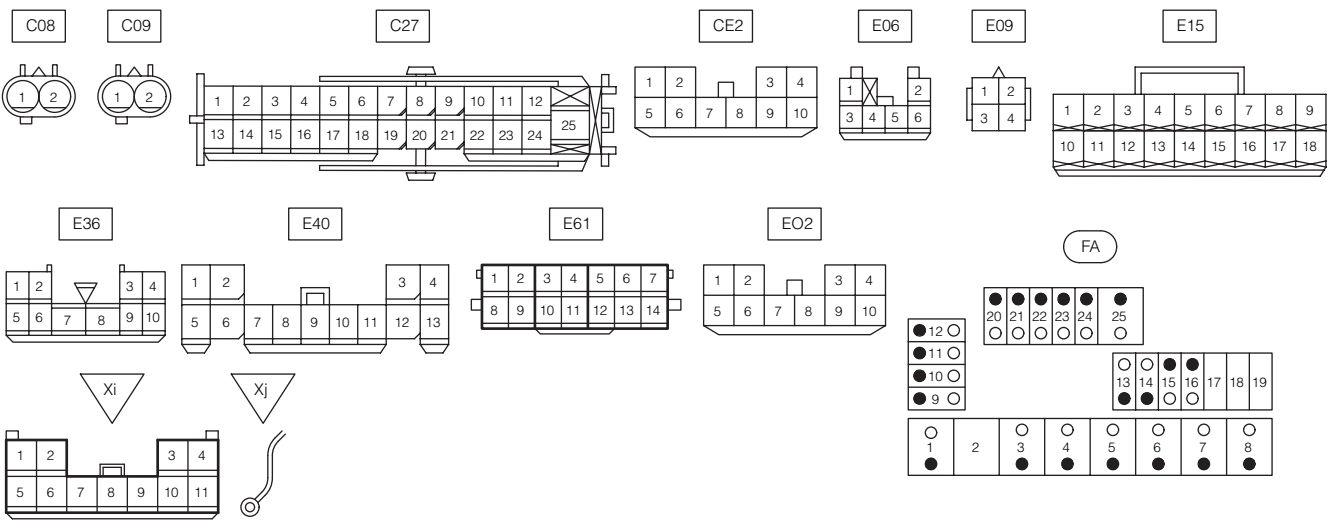 C08 C09 C27 CE2 E06 E09 E15
1 2
1 2
1 2 3 4 5 6 7 8 9 10 11 12
13 14 15 16 17 18 19 20 21 22 23 24 25
1 2 3 4
5 6 7 8 9 10
1 2
3 4 5 6
1 2
3 4
1 2 3 4 5 6 7 8 9
10 11 12 13 14 15 16 17 18
E36 E40 E61 EO2 FA
1 2 3 4
5 6 7 8 9 10
1 2 3 4
5 6 7 8 9 10 11 12 13
1 2 3 4 5 6 7
8 9 10 11 12 13 14
1 2 3 4
5 6 7 8 9 10
20 21 22 23 24 25
12
11
10
9
13 14 15 16 17 18 19
1 2 3 4 5 6 7 8
Xi Xj
1 2 3 4
5 6 7 8 9 10 11